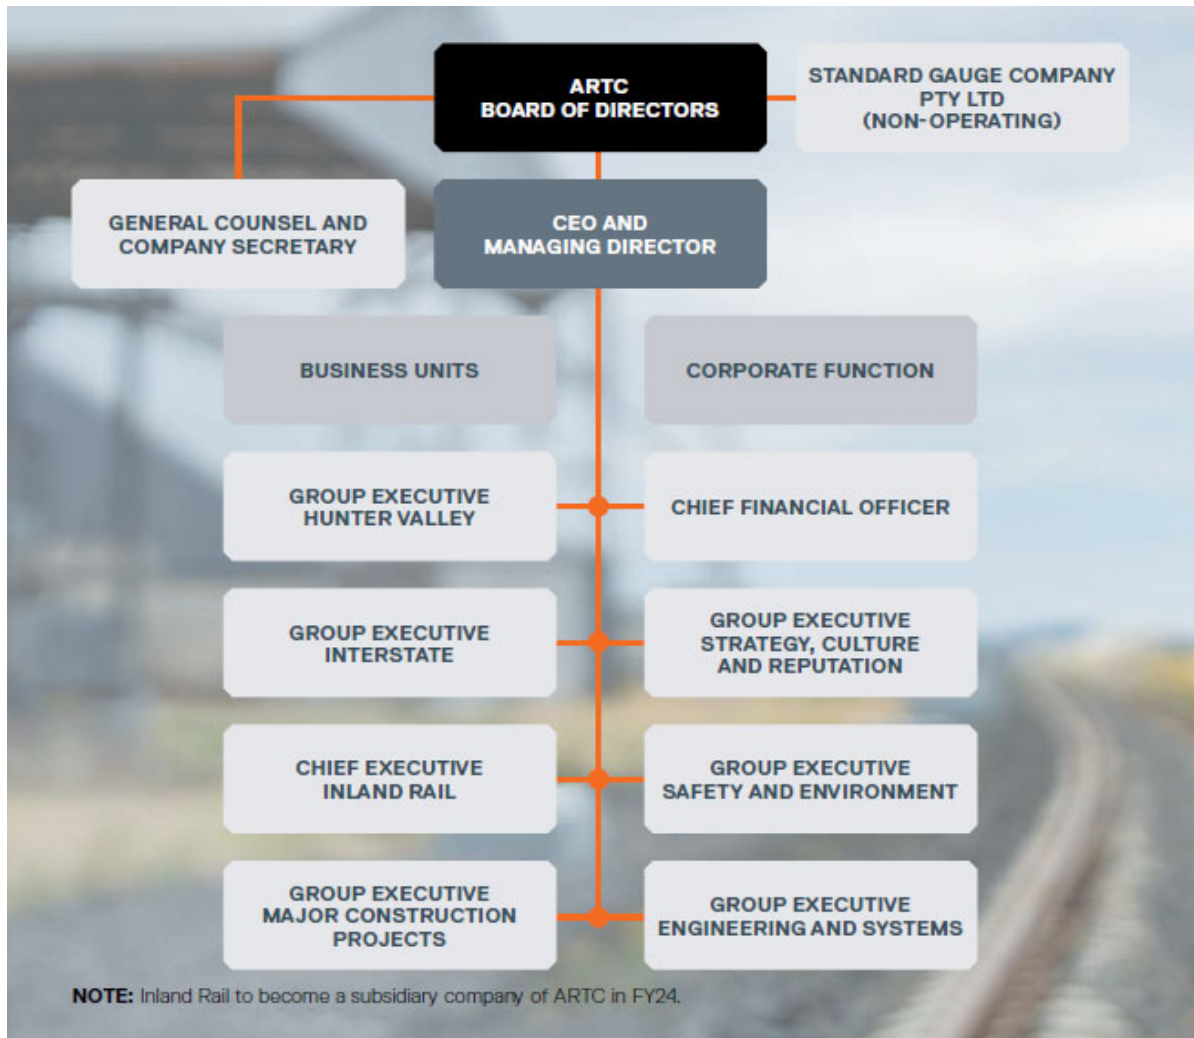 ARTC
BOARD OF DIRECTORS
STANDARD GAUGE COMPANY
PTY LTD
(NON-OPERATING)
GENERAL COUNSEL AND
COMPANY SECRETARY
CEO AND
MANAGING DIRECTOR
BUSINESS UNITS
CORPORATE FUNCTION
GROUP EXECUTIVE
HUNTER VALLEY
CHIEF FINANCIAL OFFICER
GROUP EXECUTIVE
INTERSTATE
GROUP EXECUTIVE
STRATEGY, CULTURE
AND REPUTATION
CHIEF EXECUTIVE
INLAND RAIL
GROUP EXECUTIVE
SAFETY AND ENVIRONMENT
GROUP EXECUTIVE
MAJOR CONSTRUCTION
PROJECTS
GROUP EXECUTIVE
ENGINEERING AND SYSTEMS
NOTE: Inland Rail to become a subsidiary company of ARTC in FY24.